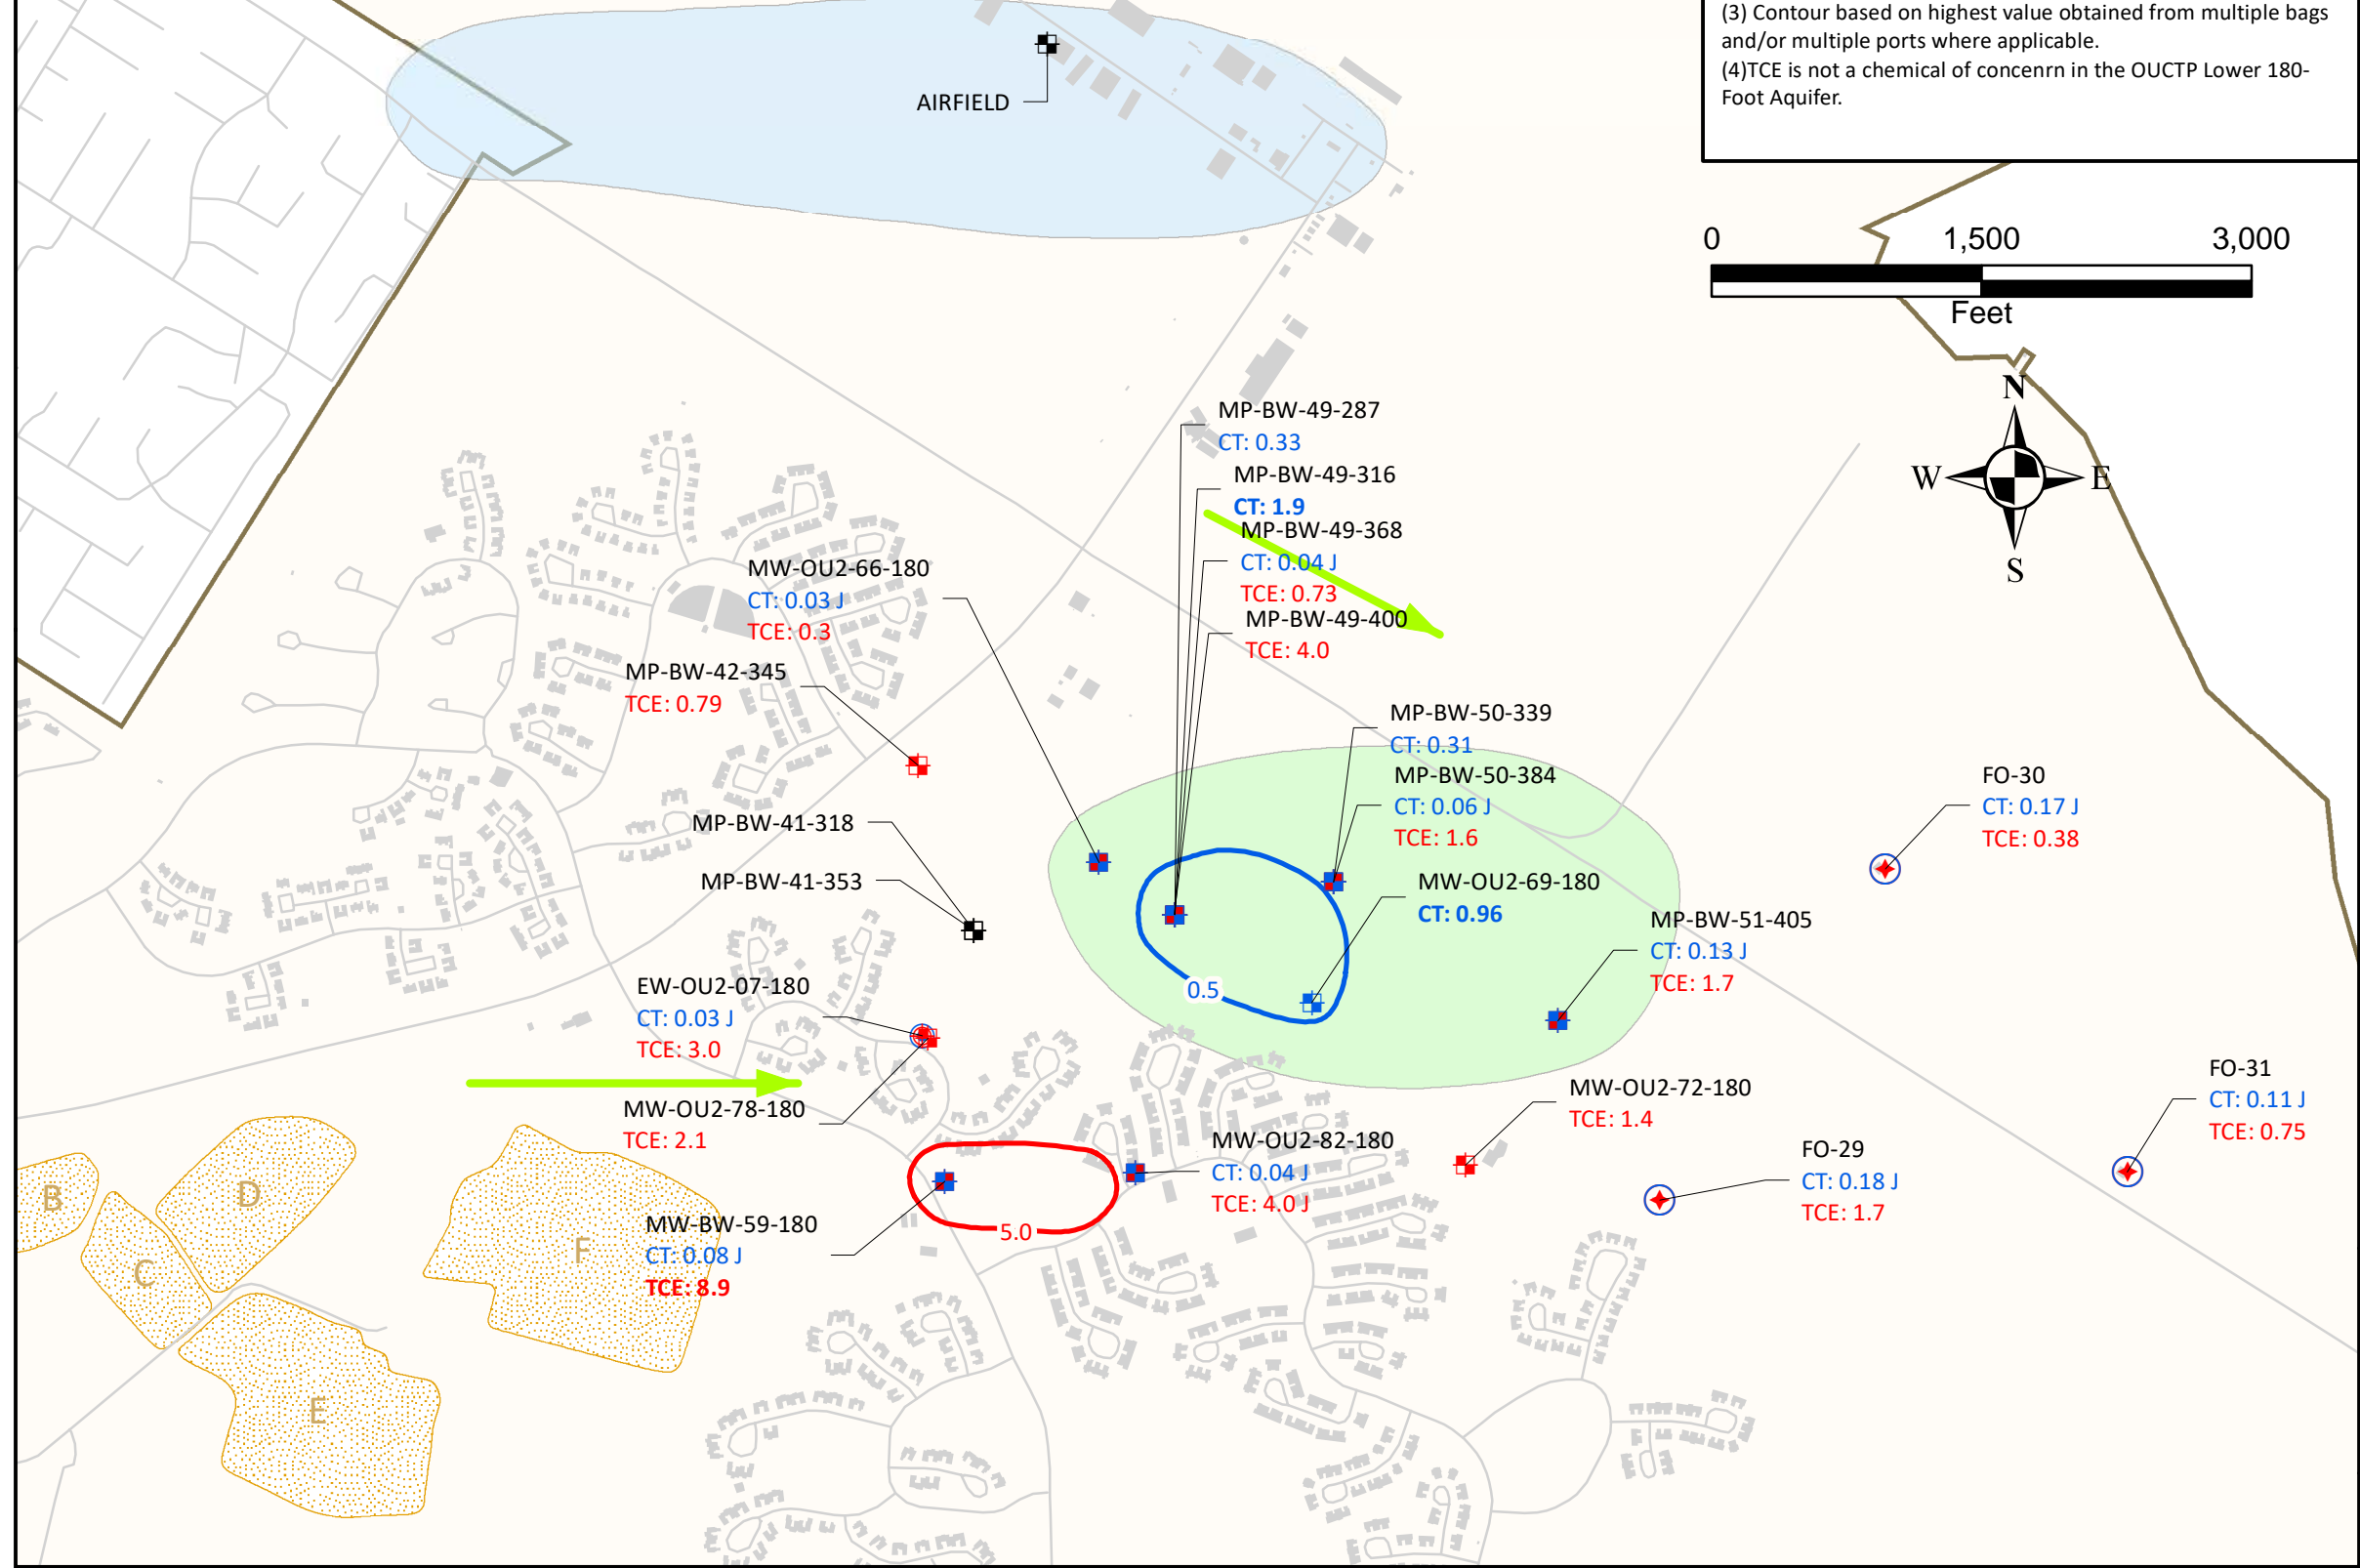 (3) Contour based on highest value obtained from multiple bags
and/or multiple ports where applicable.
(4)TCE is not a chemical of concenrn in the OUCTP Lower 180-
Foot Aquifer.
AIRFIELD
0 1,500 3,000
Feet
N
W E
S
MP-BW-49-287
CT: 0.33
MP-BW-49-316
CT: 1.9
MP-BW-49-368
CT: 0.04 J
TCE: 0.73
MP-BW-49-400
TCE: 4.0
MW-OU2-66-180
CT: 0.03 J
TCE: 0.3
MP-BW-42-345
TCE: 0.79
MP-BW-50-339
CT: 0.31
MP-BW-50-384
CT: 0.06 J
TCE: 1.6
FO-30
CT: 0.17 J
TCE: 0.38
MP-BW-41-318
MP-BW-41-353
MW-OU2-69-180
CT: 0.96
MP-BW-51-405
CT: 0.13 J
TCE: 1.7
0.5
EW-OU2-07-180
CT: 0.03 J
TCE: 3.0
MW-OU2-78-180
TCE: 2.1
MW-OU2-72-180
TCE: 1.4
FO-31
CT: 0.11 J
TCE: 0.75
MW-OU2-82-180
CT: 0.04 J
TCE: 4.0 J
FO-29
CT: 0.18 J
TCE: 1.7
5.0
MW-BW-59-180
CT: 0.08 J
TCE: 8.9
B
D
C
F
E